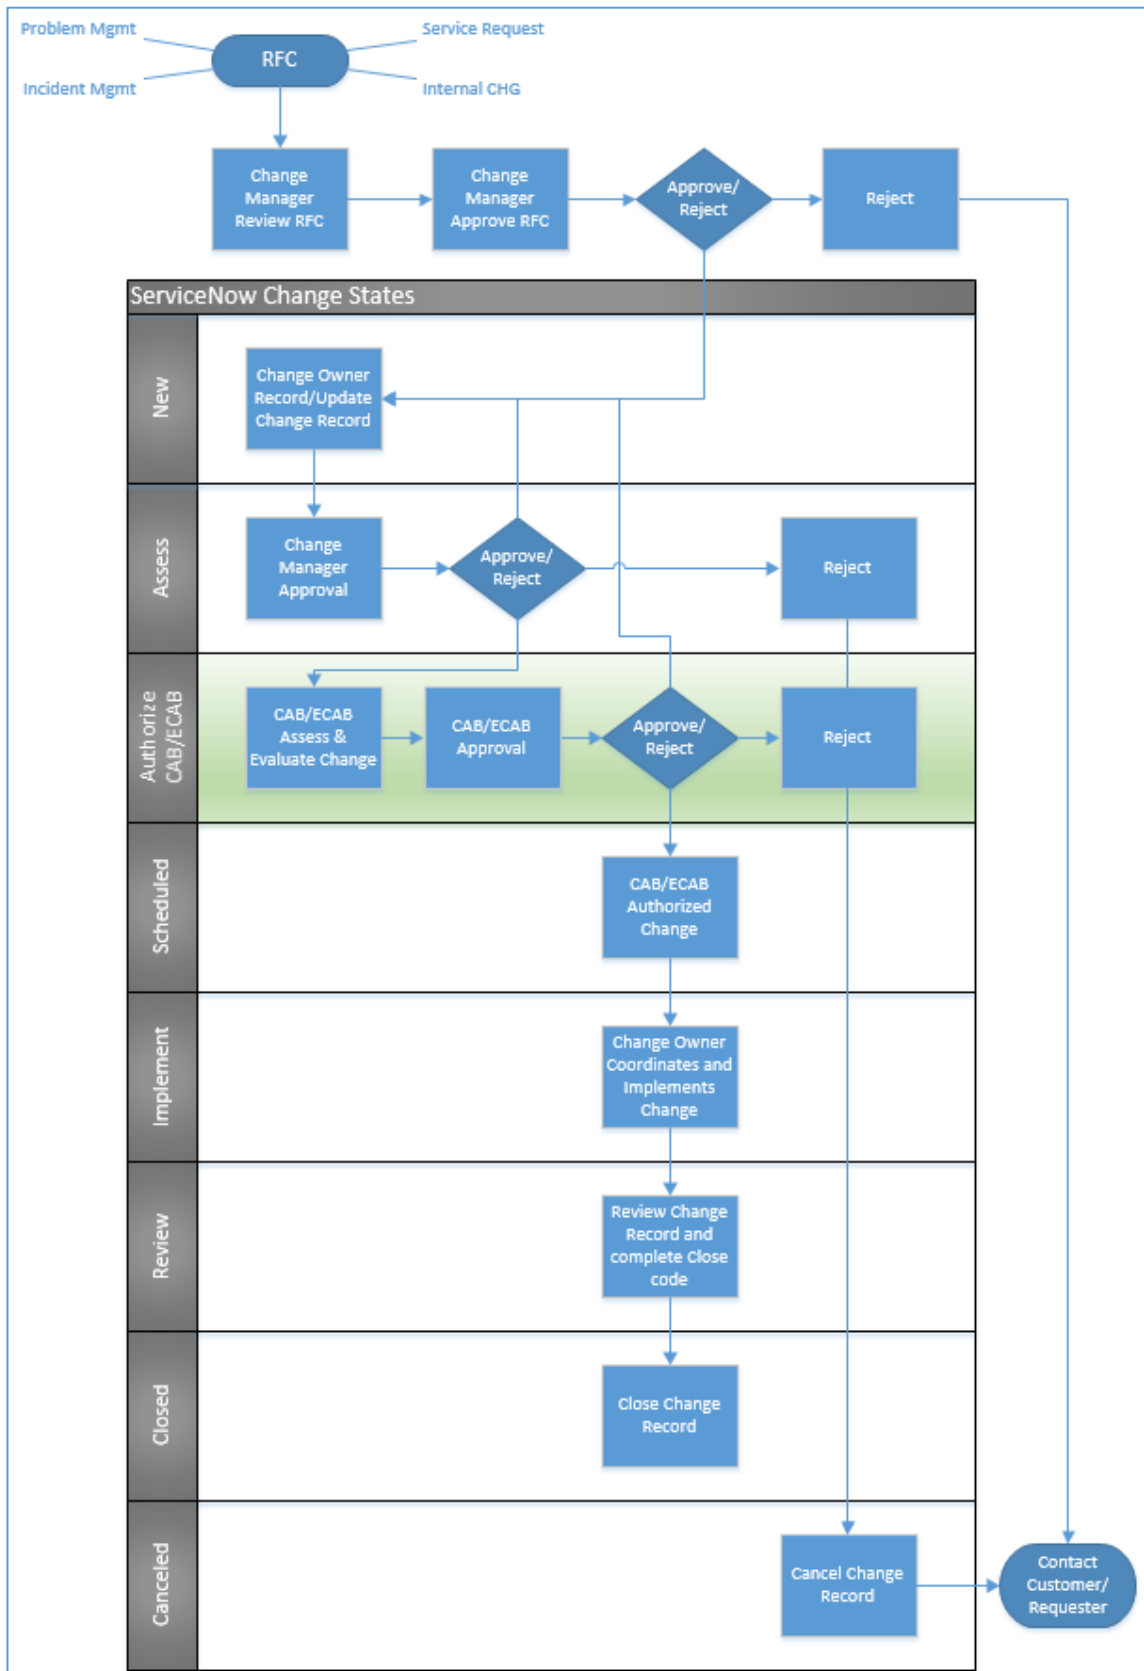 Problem Mgmt
Service Request
RFC
Incident Mgmt
Internal CHG
Change
Manager
Review RFC
Change
Manager
Approve RFC
Approve/
Reject
Reject
ServiceNow Change States
New
Change Owner
Record/Update
Change Record
Assess
Change
Manager
Approval
Approve/
Reject
Reject
Authorize
CAB/ECAB
CAB/ECAB
Assess &
Evaluate Change
CAB/ECAB
Approval
Approve/
Reject
Reject
Scheduled
CAB/ECAB
Authorized
Change
Implement
Change Owner
Coordinates and
Implements
Change
Review
Review Change
Record and
complete Close
code
Closed
Close Change
Record
Canceled
Cancel Change
Record
Contact
Customer/
Requester